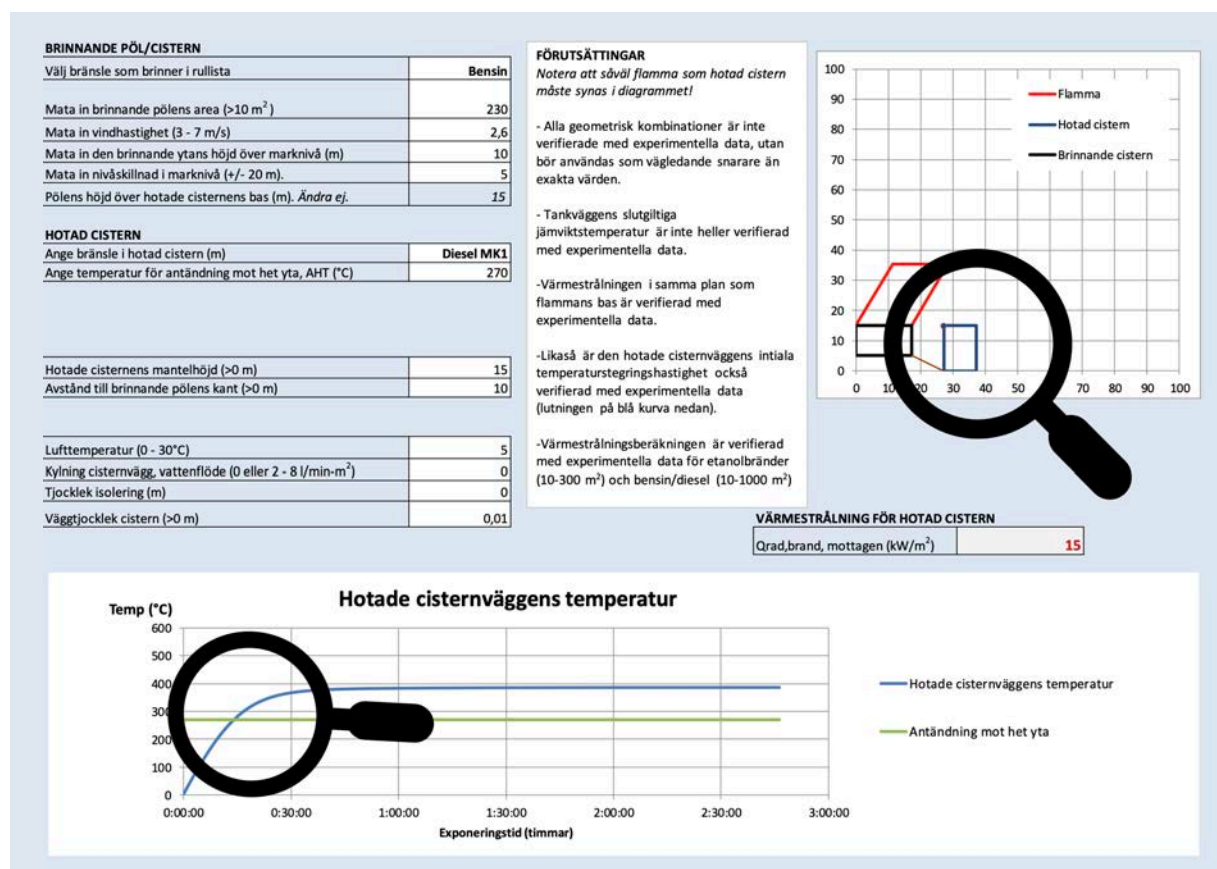 BRINNANDE PÖL/CISTERN
Välj bränsle som brinner i rullista Bensin
Mata in brinnande pölens area (>10 m²) 230
Mata in vindhastighet (3 - 7 m/s) 2,6
Mata in den brinnande ytans höjd över marknivå (m) 10
Mata in nivåskillnad i marknivå (+/- 20 m). 5
Pölens höjd över hotade cisternens bas (m). Ändra ej. 15
HOTAD CISTERN
Ange bränsle i hotad cistern (m) Diesel MK1
Ange temperatur för antändning mot het yta, AHT (°C) 270
Hotade cisternens mantelhöjd (>0 m) 15
Avstånd till brinnande pölens kant (>0 m) 10
Lufttemperatur (0 - 30°C) 5
Kylning cisternvägg, vattenflöde (0 eller 2 - 8 l/min-m²) 0
Tjocklek isolering (m) 0
Väggtjocklek cistern (>0 m) 0,01
FÖRUTSÄTTINGAR
Notera att såväl flamma som hotad cistern
måste synas i diagrammet!
- Alla geometrisk kombinationer är inte
verifierade med experimentella data, utan
bör användas som vägledande snarare än
exakta värden.
- Tankväggens slutgiltiga
jämviktstemperatur är inte heller verifierad
med experimentella data.
-Värmestrålningen i samma plan som
flammans bas är verifierad med
experimentella data.
-Likaså är den hotade cisternväggens intiala
temperaturstegringshastighet också
verifierad med experimentella data
(lutningen på blå kurva nedan).
-Värmestrålningsberäkningen är verifierad
med experimentella data för etanolbränder
(10-300 m²) och bensin/diesel (10-1000 m²)
100
90
80
70
60
50
40
30
20
10
0
Flamma
Hotad cistern
Brinnande cistern
0 20 30 40 50 70 80 90 100
VÄRMESTRÅLNING FÖR HOTAD CISTERN
Qrad,brand, mottagen (kW/m²) 15
Hotade cisternväggens temperatur
Temp (°C)
600
500
400
300
200
100
0
0:00:00 0:30:00 1:00:00 1:30:00 2:00:00 2:30:00 3:00:00
Exponeringstid (timmar)
Hotade cisternväggens temperatur
Antändning mot het yta